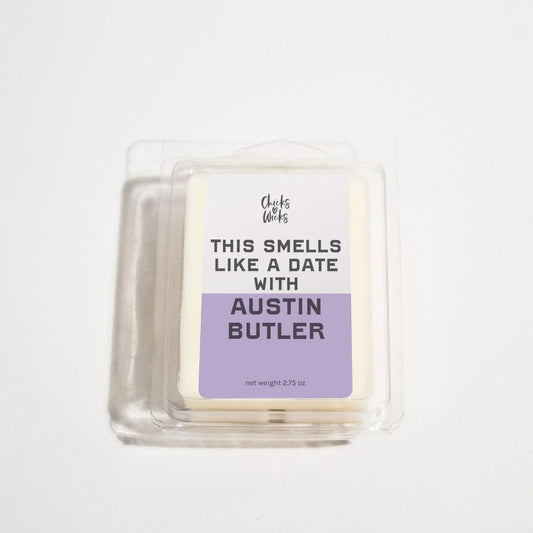 Chicks
Wicks
THIS SMELLS
LIKE A DATE
WITH
AUSTIN
BUTLER
net weight 2.75 oz